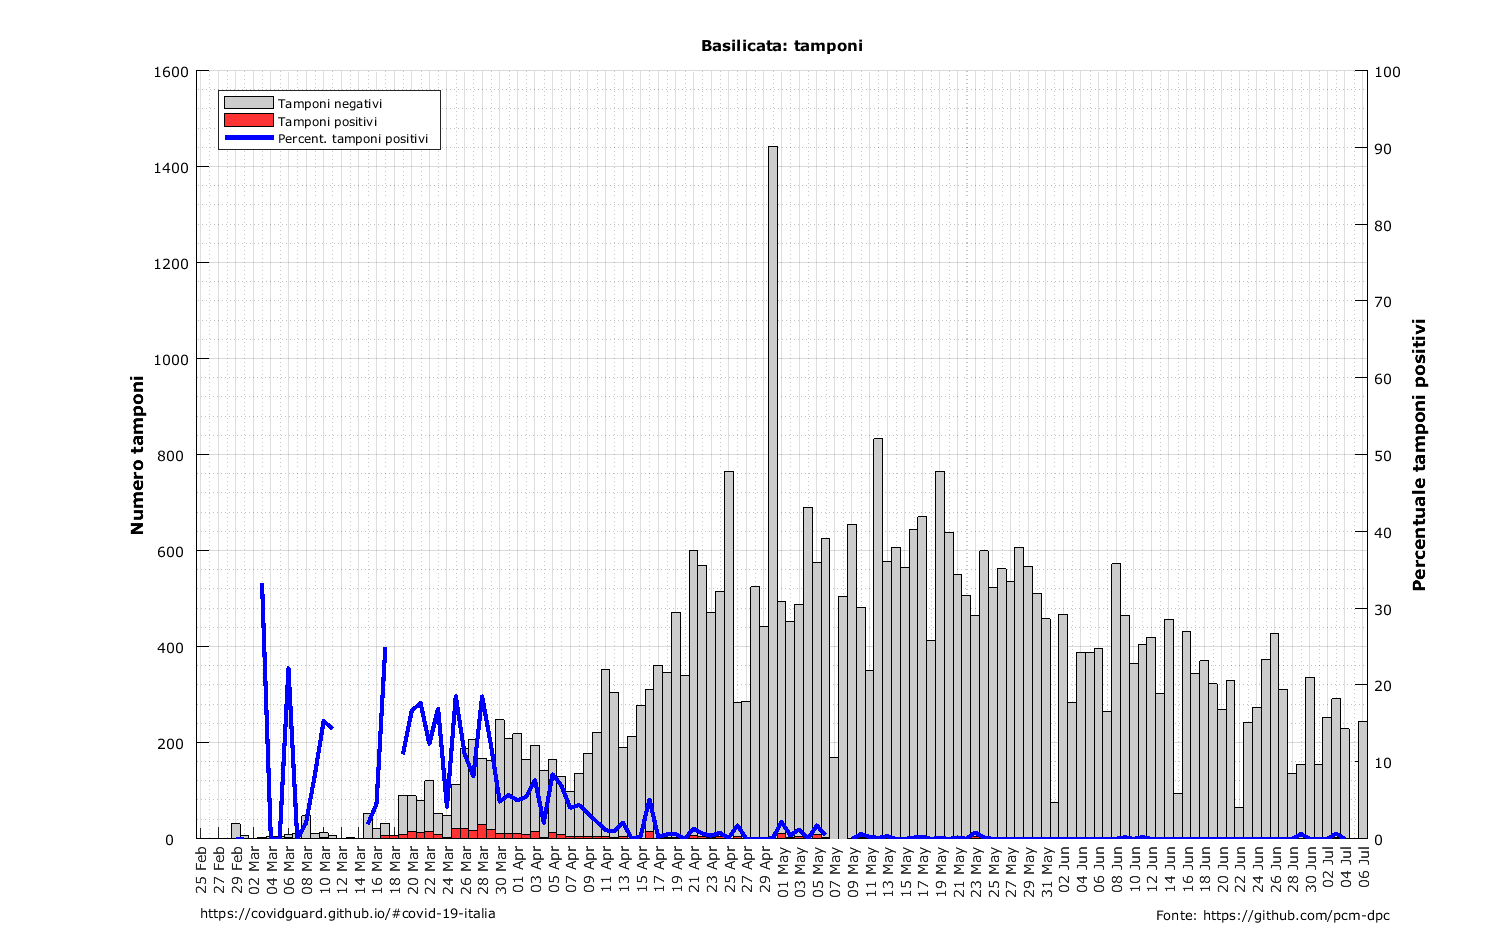 Basilicata: tamponi
Tamponi negativi
Tamponi positivi
Percent. tamponi positivi
Numero tamponi
1600
1400
1200
1000
800
600
400
200
0
100
90
80
70
60
50
40
30
20
10
0
Percentuale tamponi positivi
25 Feb
27 Feb
29 Feb
02 Mar
04 Mar
06 Mar
08 Mar
10 Mar
12 Mar
14 Mar
16 Mar
18 Mar
20 Mar
22 Mar
24 Mar
26 Mar
28 Mar
30 Mar
01 Apr
03 Apr
05 Apr
07 Apr
09 Apr
11 Apr
13 Apr
15 Apr
17 Apr
19 Apr
21 Apr
23 Apr
25 Apr
27 Apr
29 Apr
01 May
03 May
05 May
07 May
09 May
11 May
13 May
15 May
17 May
19 May
21 May
23 May
25 May
27 May
29 May
31 May
02 Jun
04 Jun
06 Jun
08 Jun
10 Jun
12 Jun
14 Jun
16 Jun
18 Jun
20 Jun
22 Jun
24 Jun
26 Jun
28 Jun
30 Jun
02 Jul
04 Jul
06 Jul
https://covidguard.github.io/#covid-19-italia
Fonte: https://github.com/pcm-dpc